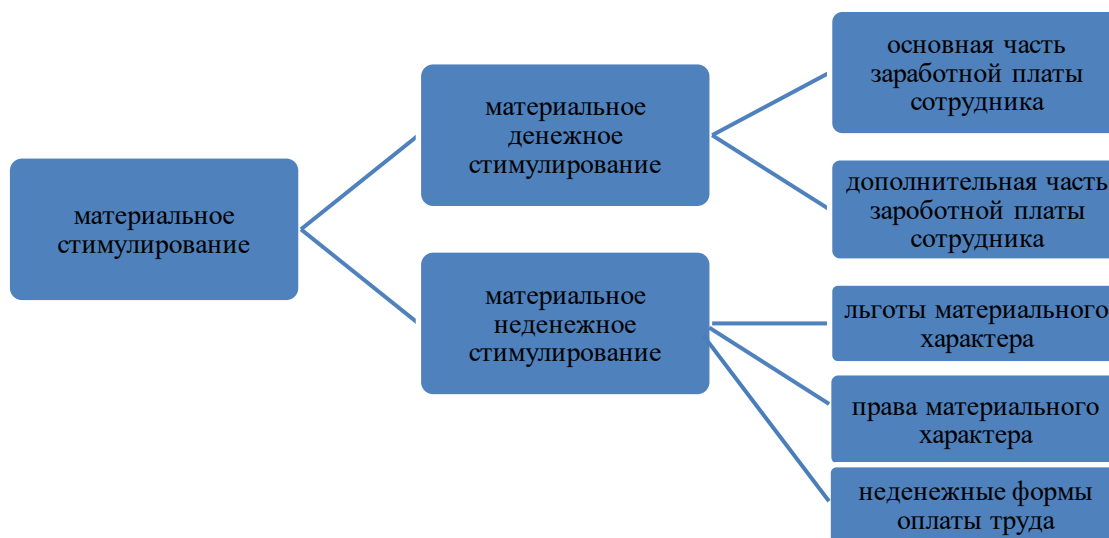 материальное
стимулирование
материальное
денежное
стимулирование
основная часть
заработной платы
сотрудника
дополнительная часть
зароботной платы
сотрудника
материальное
неденежное
стимулирование
льготы материального
характера
права материального
характера
неденежные формы
оплаты труда